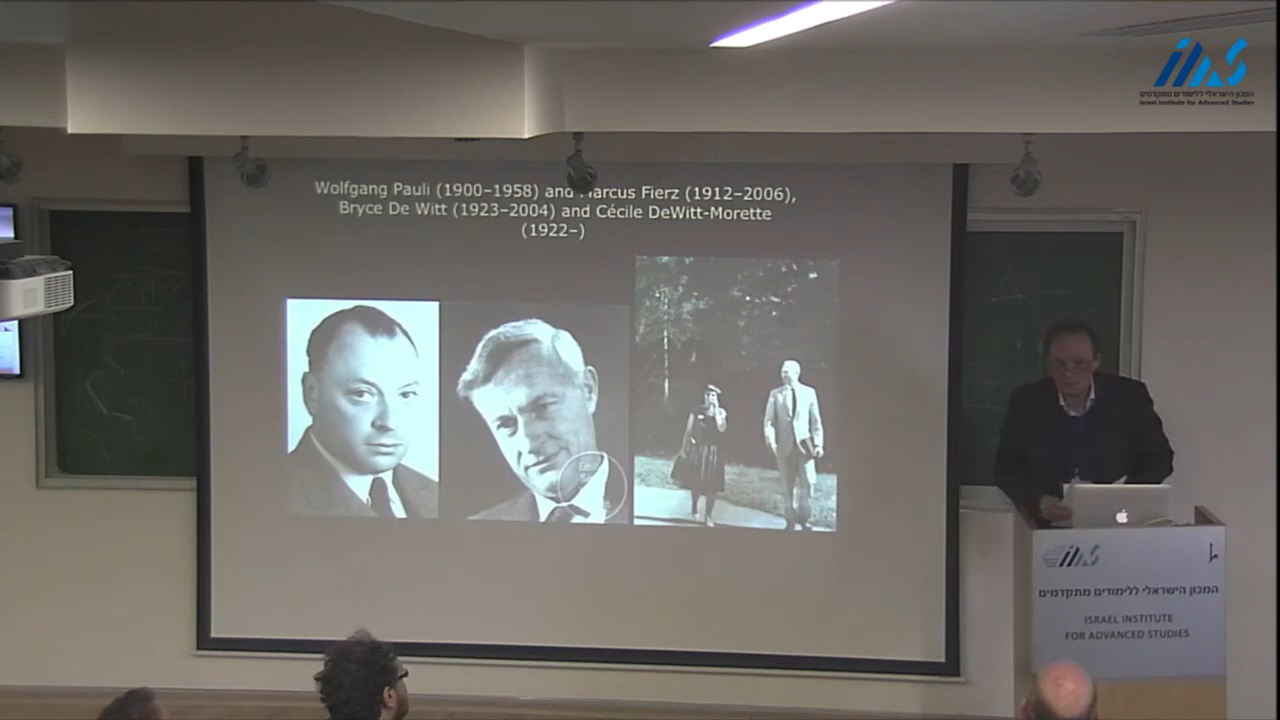 המכון הישראלי ללימודים מתקדמים
Israel Institute for Advanced Studies
Wolfgang Pauli (1900–1958) and Marcus Fierz (1912–2006),
Bryce De Witt (1923–2004) and Cécile DeWitt-Morette
(1922–)
המכון הישראלי ללימודים מתקדמים
ISRAEL INSTITUTE
FOR ADVANCED STUDIES